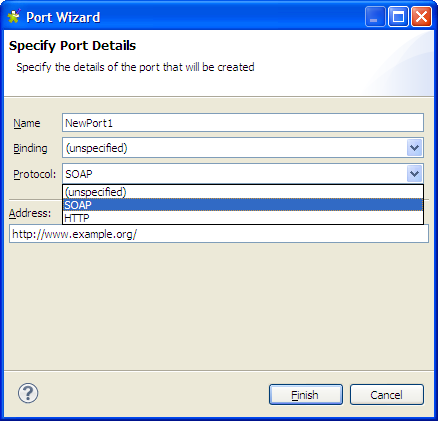 Port Wizard
Specify Port Details
Specify the details of the port that will be created
Name NewPort1
Binding (unspecified)
Protocol: SOAP
(unspecified)
SOAP
HTTP
Address:
http://www.example.org/
? Finish Cancel